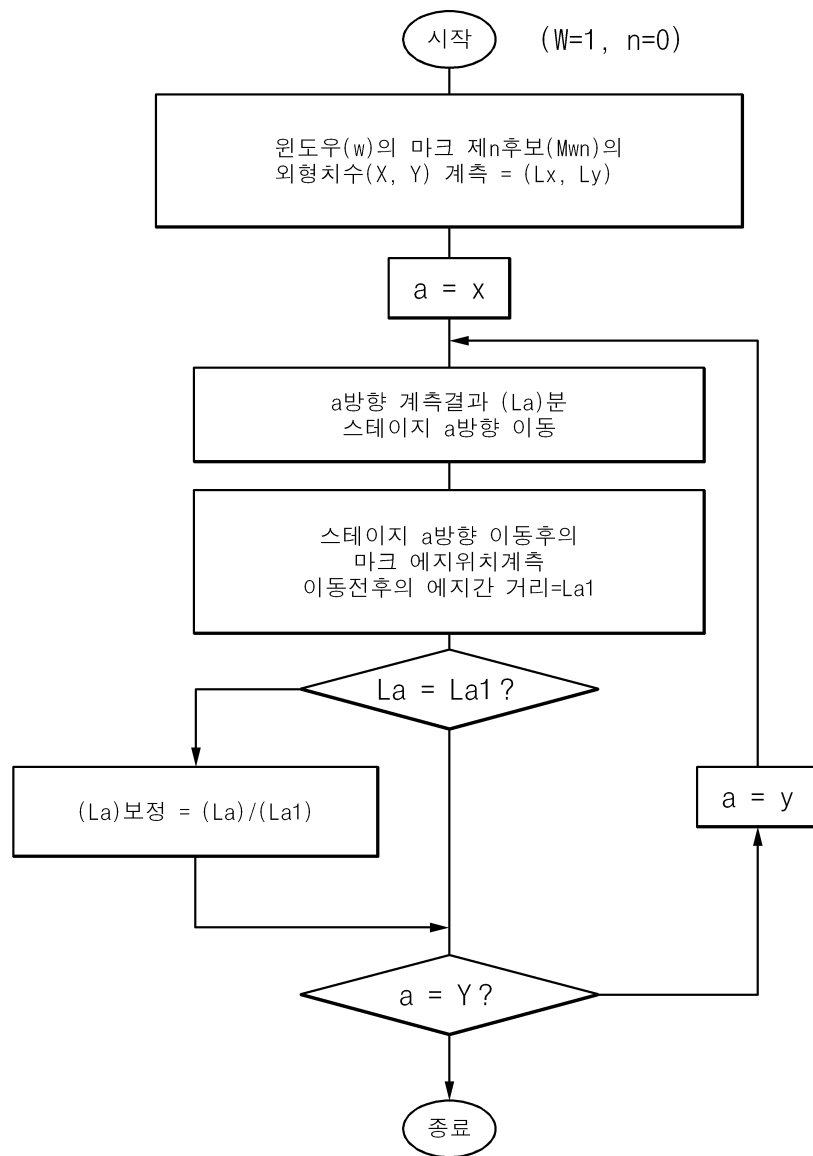 시작
(W=1, n=0)
윈도우(w)의 마크 제n후보(Mwn)의
외형치수(X, Y) 계측 = (Lx, Ly)
a = x
a방향 계측결과 (La)분
스테이지 a방향 이동
스테이지 a방향 이동후의
마크 에지위치계측
이동전후의 에지간 거리=La1
La = La1?
(La)보정 = (La)/(La1)
a = y
a = Y?
종료